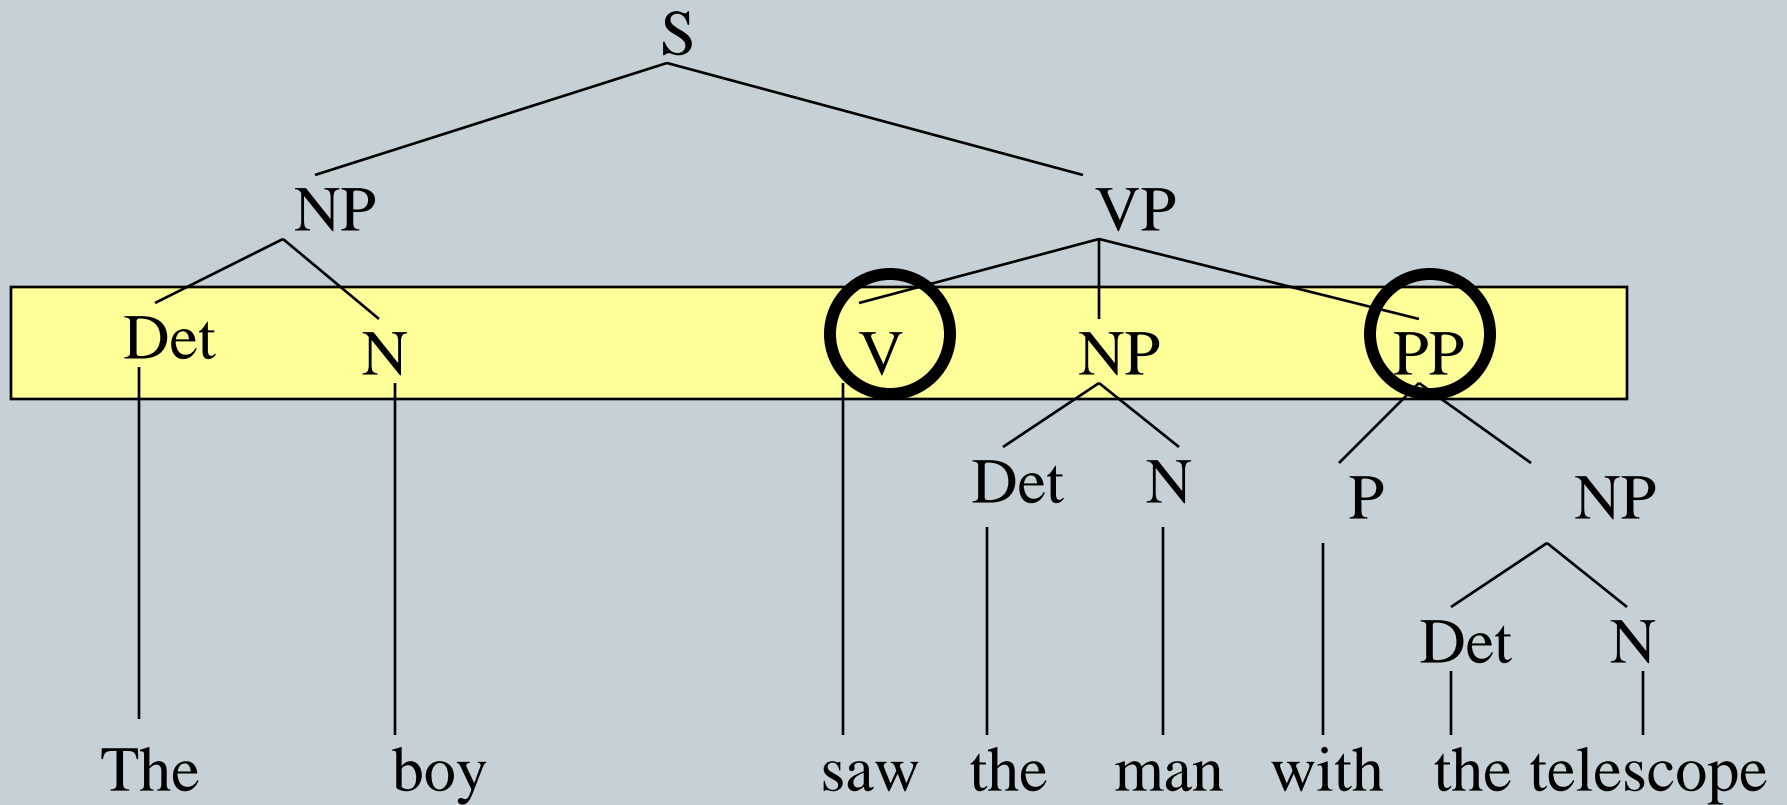 S
NP VP
Det N V NP PP
Det N P NP
Det N
The boy saw the man with the telescope